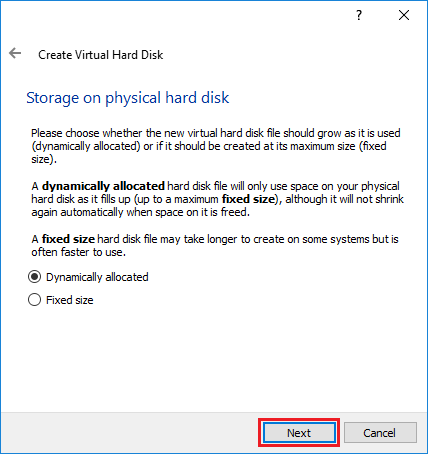 ?
Create Virtual Hard Disk
Storage on physical hard disk
Please choose whether the new virtual hard disk file should grow as it is used
(dynamically allocated) or if it should be created at its maximum size (fixed
size).
A dynamically allocated hard disk file will only use space on your physical
hard disk as it fills up (up to a maximum fixed size), although it will not shrink
again automatically when space on it is freed.
A fixed size hard disk file may take longer to create on some systems but is
often faster to use.
Dynamically allocated
Fixed size
Next Cancel